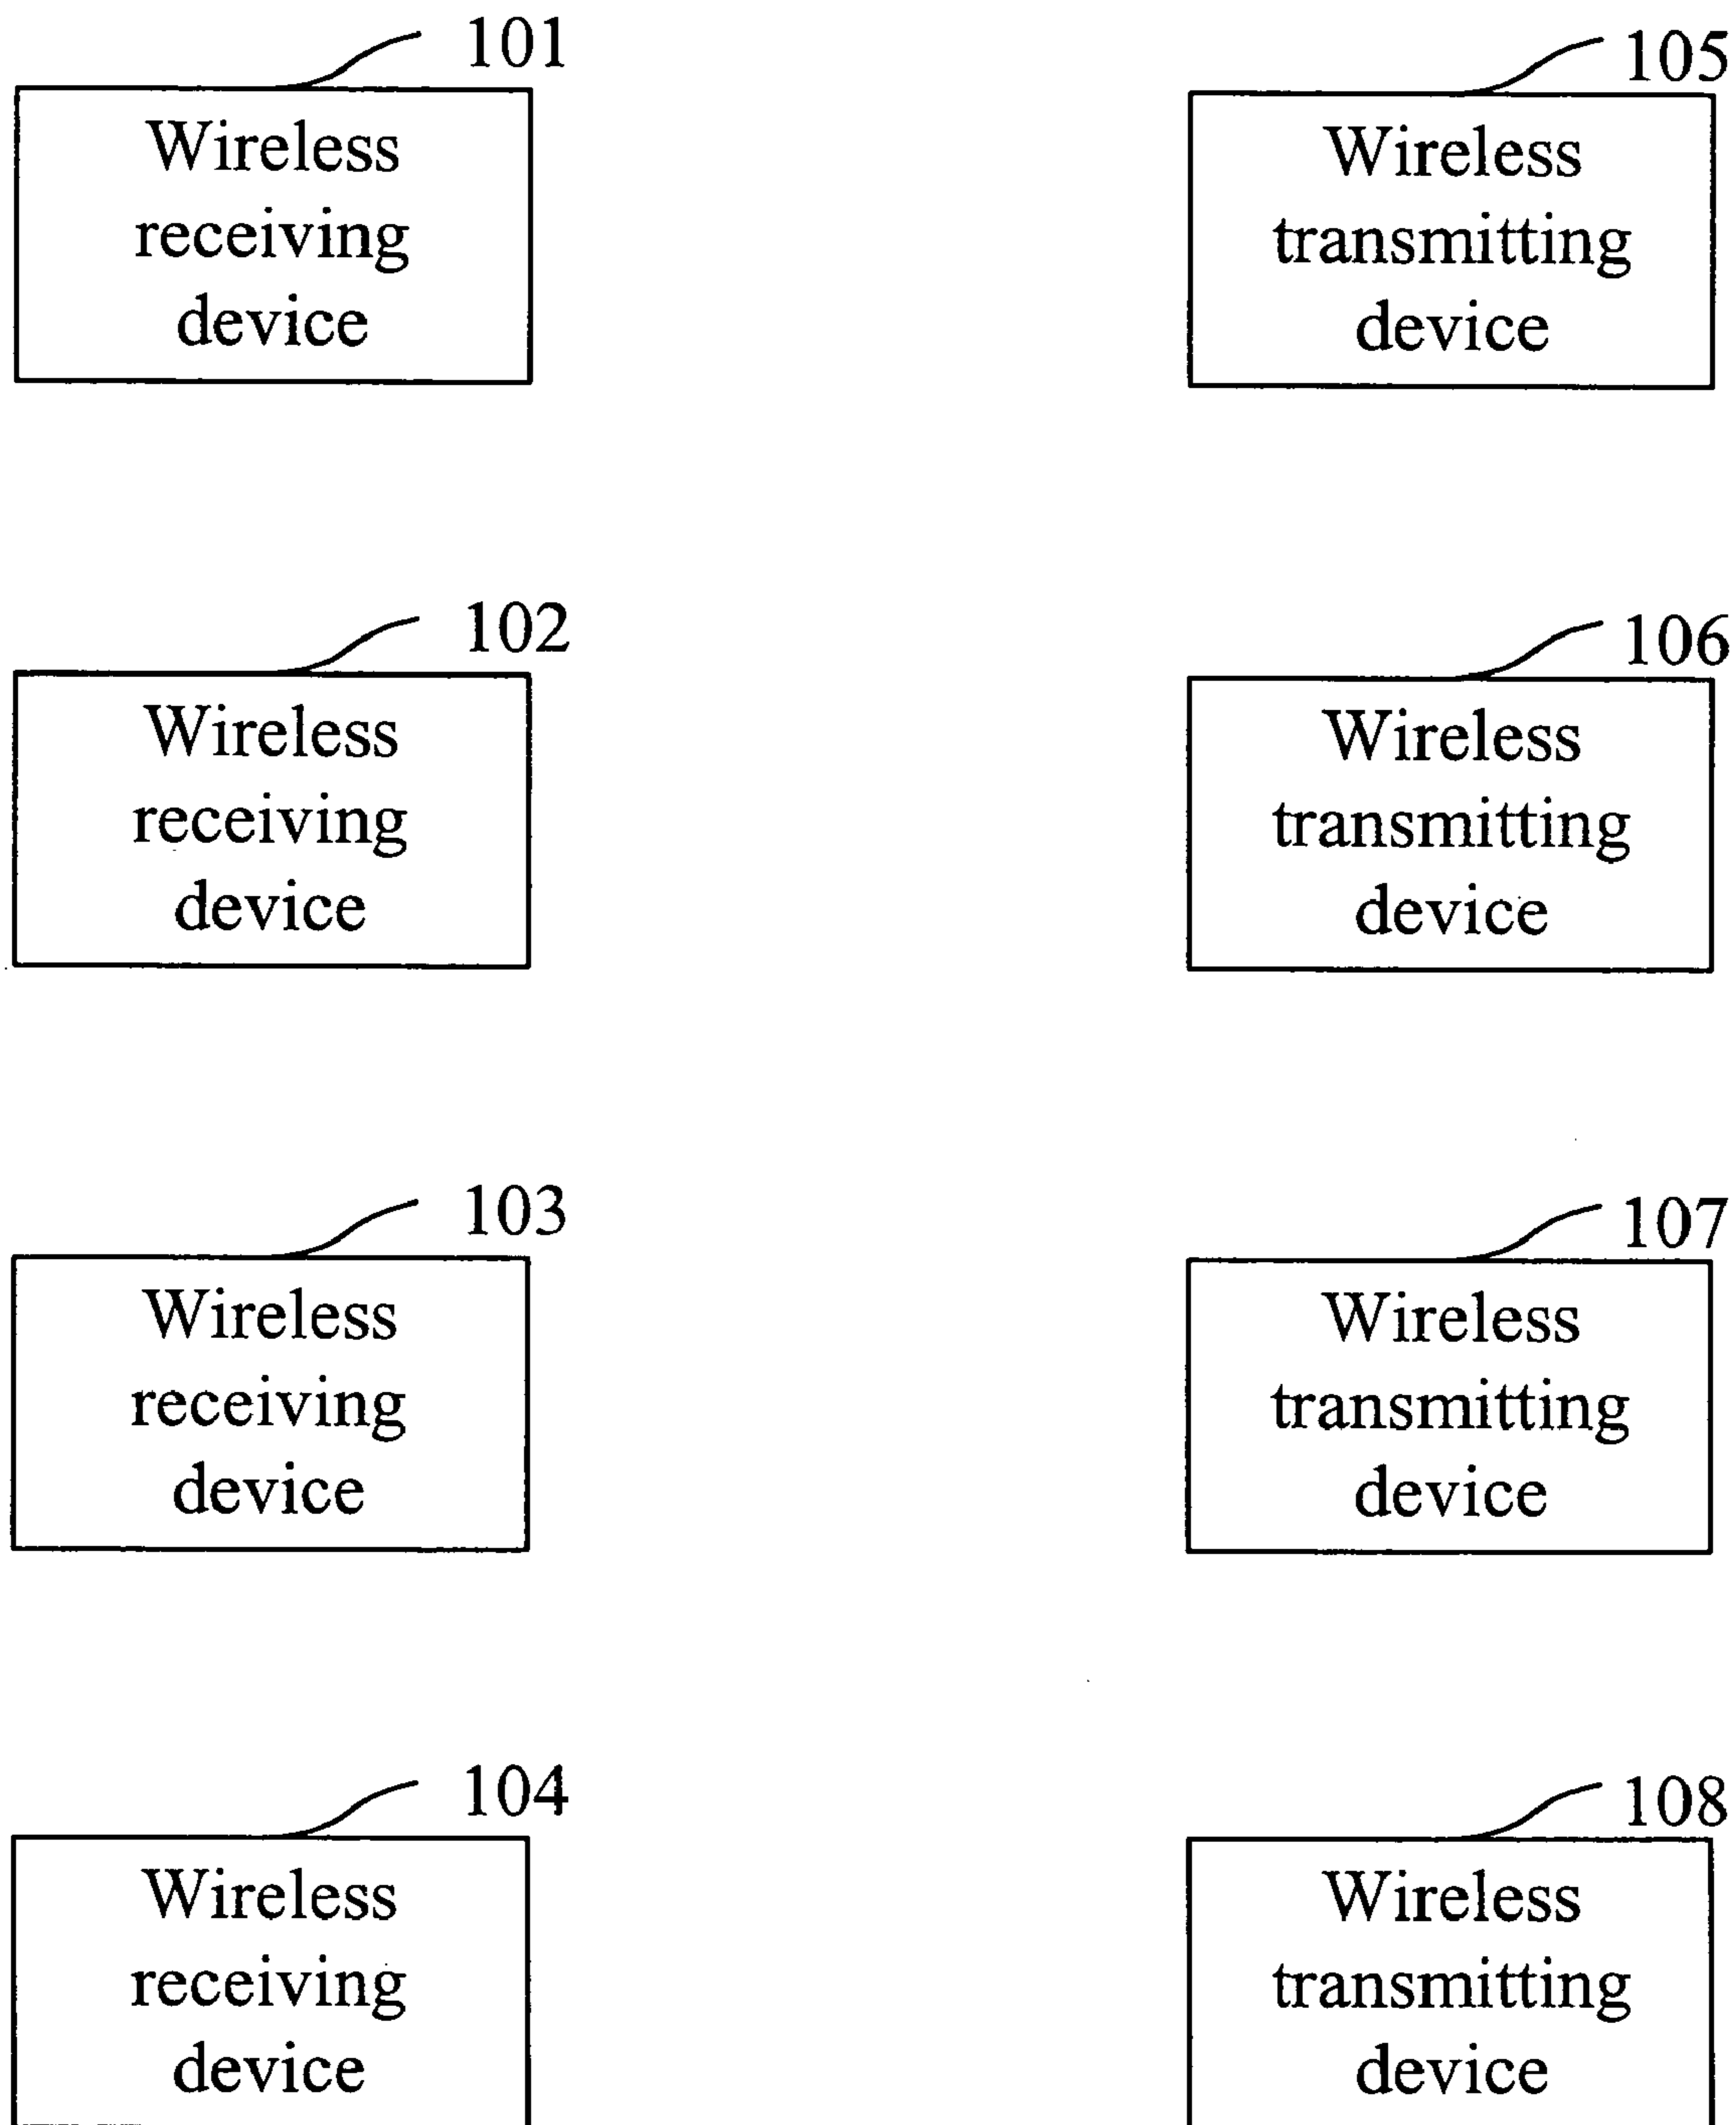 101
Wireless
receiving
device
105
Wireless
transmitting
device
102
Wireless
receiving
device
106
Wireless
transmitting
device
103
Wireless
receiving
device
107
Wireless
transmitting
device
104
Wireless
receiving
device
108
Wireless
transmitting
device